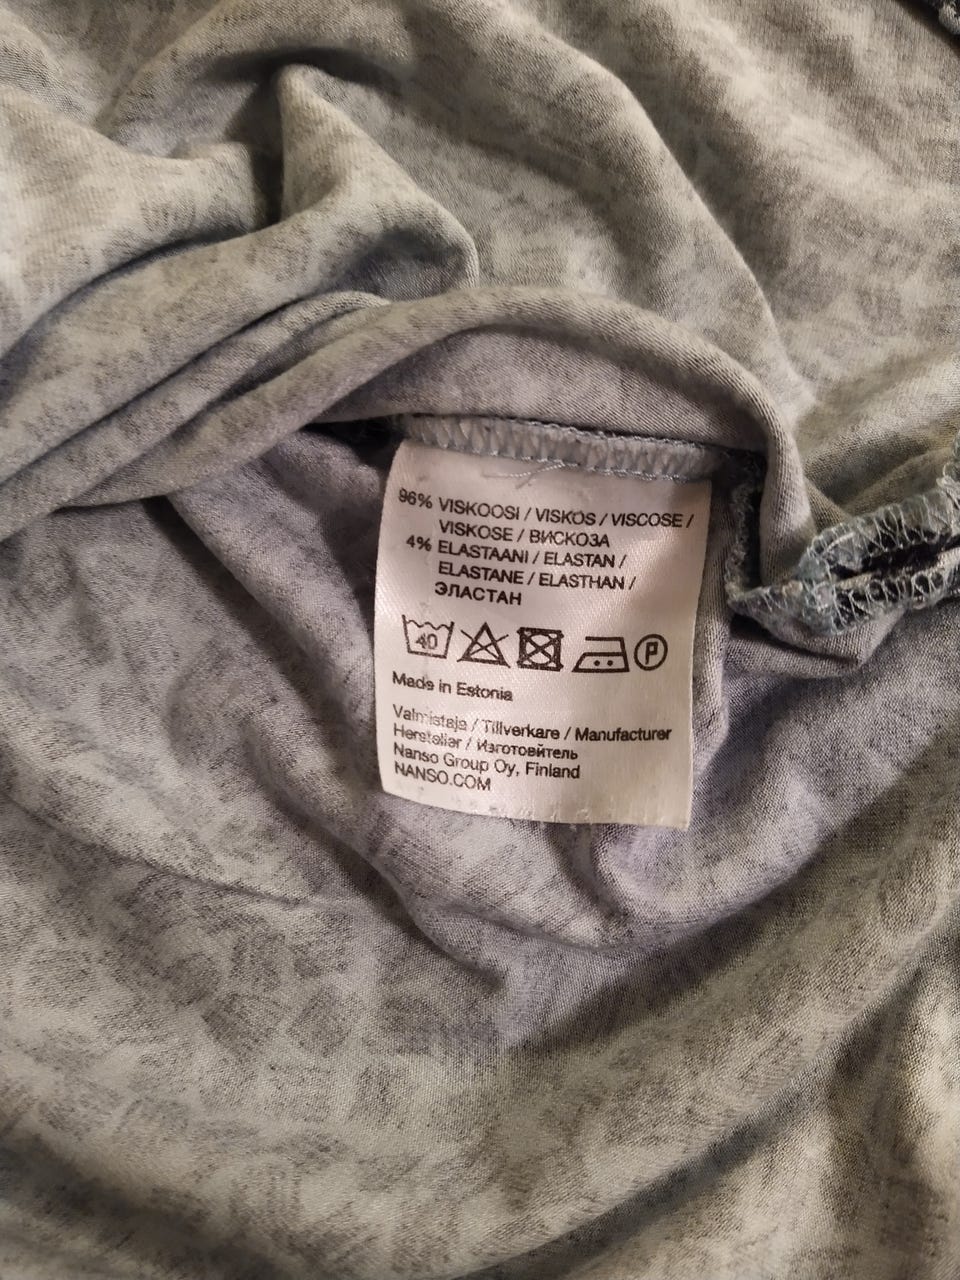 96% VISKOOSI / VISKOS / VISCOSE /
VISKOSE / ВИСКОЗА
4% ELASTAANI / ELASTAN /
ELASTANE / ELASTHAN /
ЭЛАСТАН
40 P
Made in Estonia
Valmistaja / Tillverkare / Manufacturer
Hersteller / Изготовитель
Nanso Group Oy, Finland
NANSO.COM